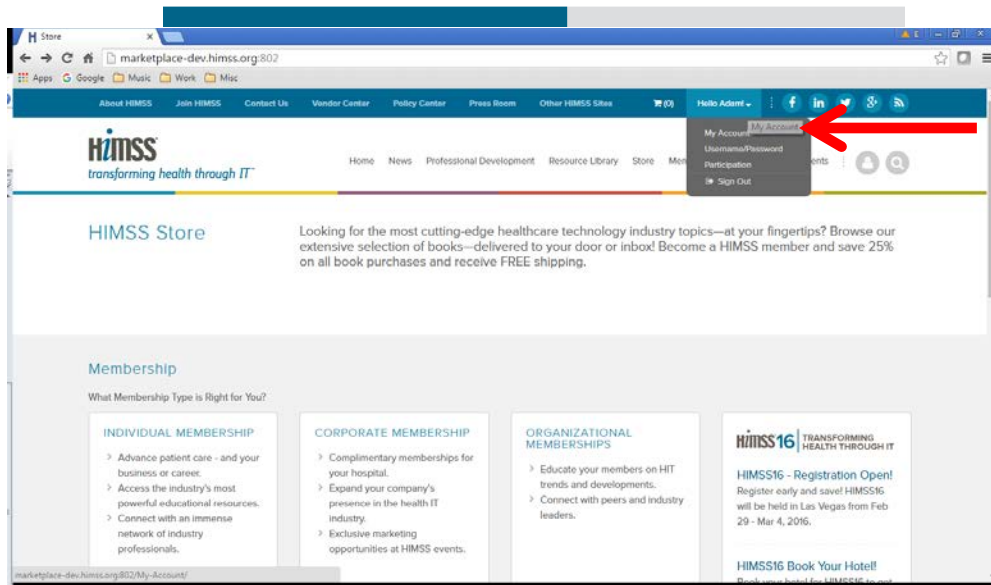 Store
marketplace-dev.himss.org:802
Apps Google Music Work Misc
About HIMSS Join HIMSS Contact Us Vendor Center Policy Center Press Room Other HIMSS Sites (0) Hello Adam!
HIMSS
transforming health through IT™
Home News Professional Development Resource Library Store Mem ents
My Account
My Account
Username/Password
Participation
Sign Out
HIMSS Store
Looking for the most cutting-edge healthcare technology industry topics—at your fingertips? Browse our
extensive selection of books—delivered to your door or inbox! Become a HIMSS member and save 25%
on all book purchases and receive FREE shipping.
Membership
What Membership Type is Right for You?
INDIVIDUAL MEMBERSHIP
> Advance patient care - and your
business or career.
> Access the industry's most
powerful educational resources.
> Connect with an immense
network of industry
professionals.
CORPORATE MEMBERSHIP
> Complimentary memberships for
your hospital.
> Expand your company's
presence in the health IT
industry.
> Exclusive marketing
opportunities at HIMSS events.
ORGANIZATIONAL
MEMBERSHIPS
> Educate your members on HIT
trends and developments.
> Connect with peers and industry
leaders.
HIMSS16 TRANSFORMING
HEALTH THROUGH IT
HIMSS16 - Registration Open!
Register early and save! HIMSS16
will be held in Las Vegas from Feb
29 - Mar 4, 2016.
HIMSS16 Book Your Hotel!
Book your hotel for HIMSS16 to get
marketplace-dev.himss.org:802/My-Account/